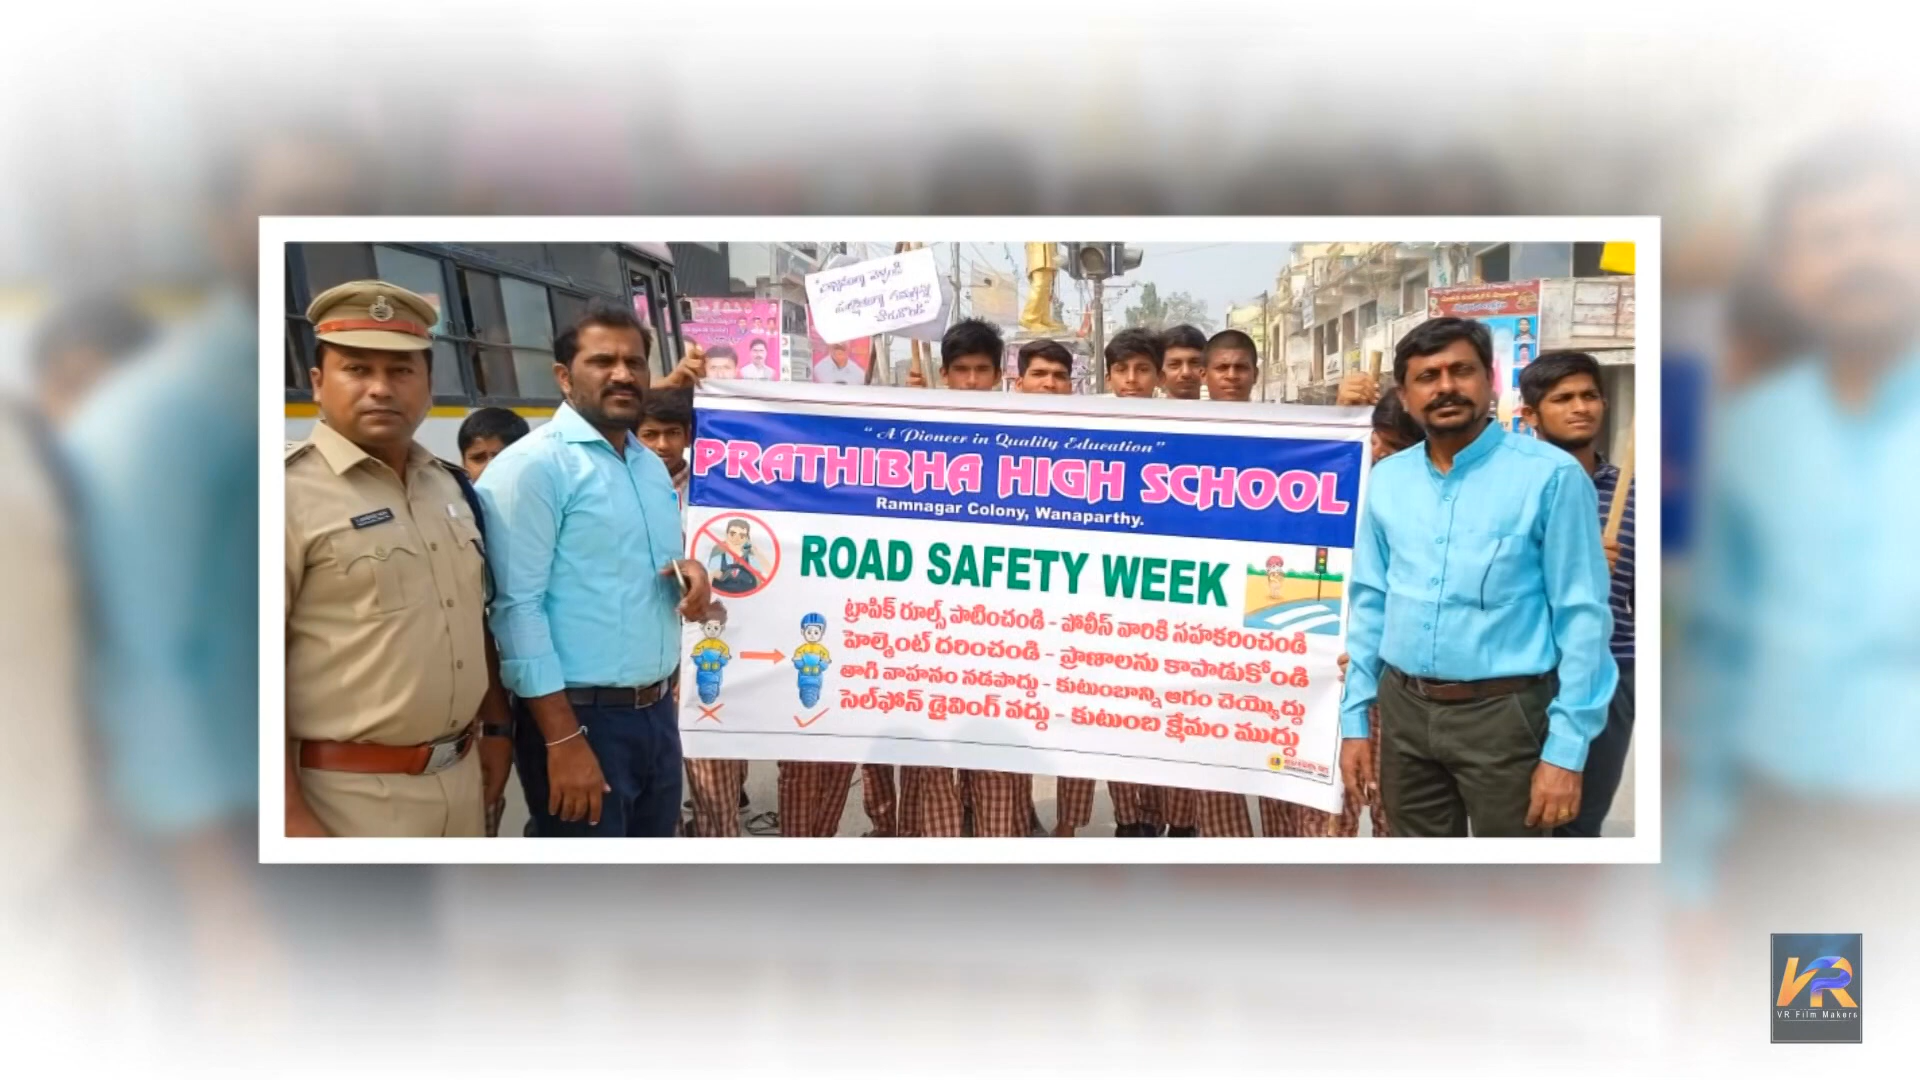 "A Pioneer in Quality Education"
PRATHIBHA HIGH SCHOOL
Ramnagar Colony, Wanaparthy.
ROAD SAFETY WEEK
ట్రాపిక్ రూల్స్ పాటించండి - పోలీస్ వారికి సహకరించండి
హెల్మెంట్ దరించండి - ప్రాణాలను కాపాడుకోండి
తాగి వాహనం నడపొద్దు - కుటుంబాన్ని ఆగం చెయ్యొద్దు
సెల్‌ఫోన్ డ్రైవింగ్ వద్దు - కుటుంబ క్షేమం ముద్దు
VR
VR Film Makers